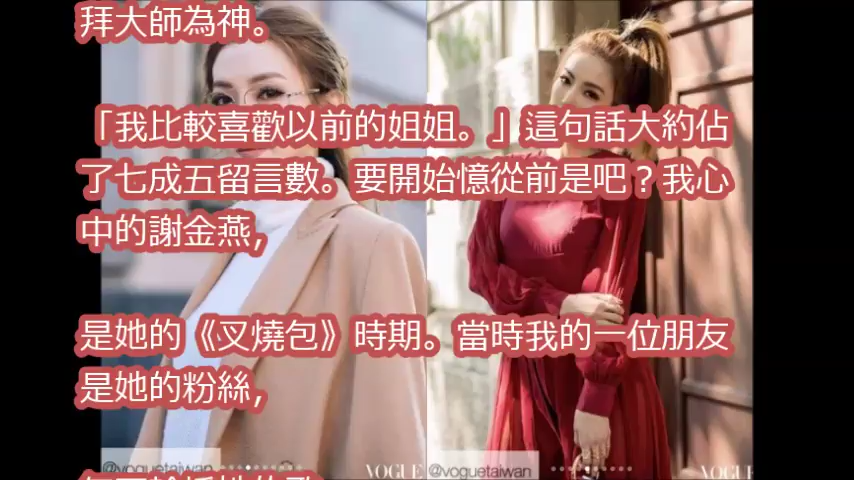 拜大師為神。
「我比較喜歡以前的姐姐。」這句話大約佔
了七成五留言數。要開始憶從前是吧？我心
中的謝金燕,
是她的《叉燒包》時期。當時我的一位朋友
是她的粉絲,
@voguetaiwan
VOGUE
@voguetaiwan
VOGUE